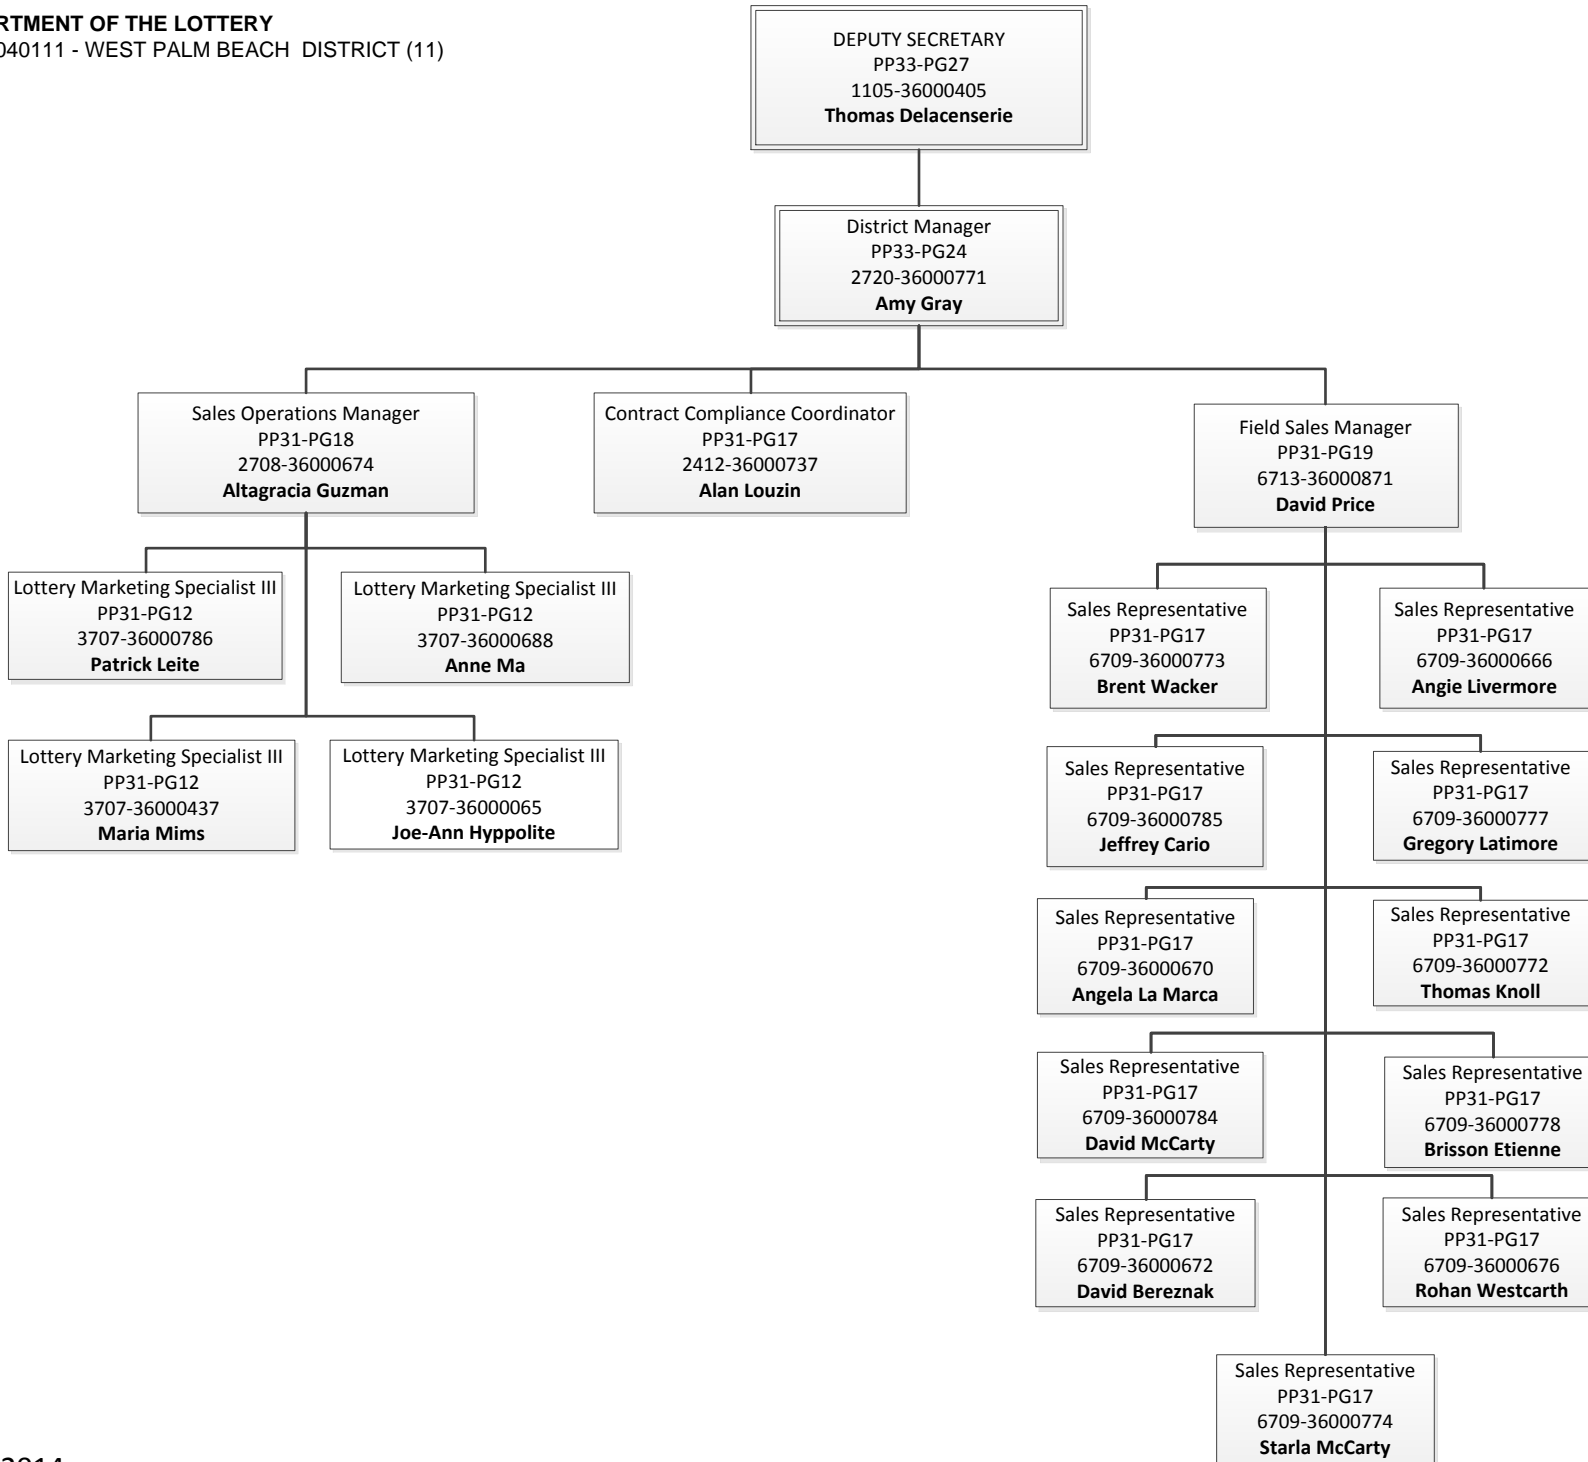 RTMENT OF THE LOTTERY
040111 - WEST PALM BEACH DISTRICT (11)
DEPUTY SECRETARY
PP33-PG27
1105-36000405
Thomas Delacenserie
District Manager
PP33-PG24
2720-36000771
Amy Gray
Sales Operations Manager
PP31-PG18
2708-36000674
Altagracia Guzman
Contract Compliance Coordinator
PP31-PG17
2412-36000737
Alan Louzin
Field Sales Manager
PP31-PG19
6713-36000871
David Price
Lottery Marketing Specialist III
PP31-PG12
3707-36000786
Patrick Leite
Lottery Marketing Specialist III
PP31-PG12
3707-36000688
Anne Ma
Lottery Marketing Specialist III
PP31-PG12
3707-36000437
Maria Mims
Lottery Marketing Specialist III
PP31-PG12
3707-36000065
Joe-Ann Hyppolite
Sales Representative
PP31-PG17
6709-36000773
Brent Wacker
Sales Representative
PP31-PG17
6709-36000666
Angie Livermore
Sales Representative
PP31-PG17
6709-36000785
Jeffrey Cario
Sales Representative
PP31-PG17
6709-36000777
Gregory Latimore
Sales Representative
PP31-PG17
6709-36000670
Angela La Marca
Sales Representative
PP31-PG17
6709-36000772
Thomas Knoll
Sales Representative
PP31-PG17
6709-36000784
David McCarty
Sales Representative
PP31-PG17
6709-36000778
Brisson Etienne
Sales Representative
PP31-PG17
6709-36000672
David Bereznak
Sales Representative
PP31-PG17
6709-36000676
Rohan Westcarth
Sales Representative
PP31-PG17
6709-36000774
Starla McCarty